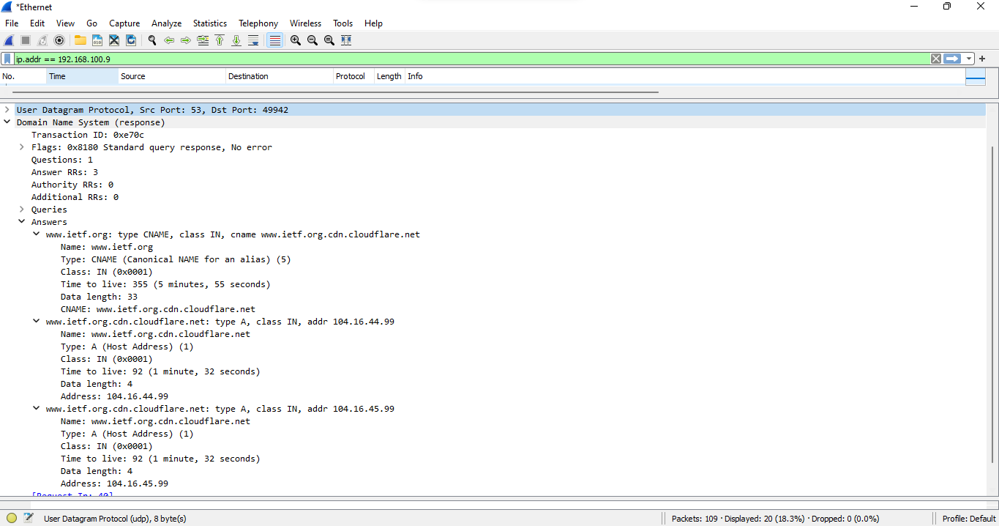 *Ethernet
File Edit View Go Capture Analyze Statistics Telephony Wireless Tools Help
ip.addr == 192.168.100.9
No. Time Source Destination Protocol Length Info
User Datagram Protocol, Src Port: 53, Dst Port: 49942
Domain Name System (response)
Transaction ID: 0xe70c
Flags: 0x8180 Standard query response, No error
Questions: 1
Answer RRs: 3
Authority RRs: 0
Additional RRs: 0
Queries
Answers
www.ietf.org: type CNAME, class IN, cname www.ietf.org.cdn.cloudflare.net
Name: www.ietf.org
Type: CNAME (Canonical NAME for an alias) (5)
Class: IN (0x0001)
Time to live: 355 (5 minutes, 55 seconds)
Data length: 33
CNAME: www.ietf.org.cdn.cloudflare.net
www.ietf.org.cdn.cloudflare.net: type A, class IN, addr 104.16.44.99
Name: www.ietf.org.cdn.cloudflare.net
Type: A (Host Address) (1)
Class: IN (0x0001)
Time to live: 92 (1 minute, 32 seconds)
Data length: 4
Address: 104.16.44.99
www.ietf.org.cdn.cloudflare.net: type A, class IN, addr 104.16.45.99
Name: www.ietf.org.cdn.cloudflare.net
Type: A (Host Address) (1)
Class: IN (0x0001)
Time to live: 92 (1 minute, 32 seconds)
Data length: 4
Address: 104.16.45.99
[Request In: 40]
User Datagram Protocol (udp), 8 byte(s) Packets: 109 · Displayed: 20 (18.3%) · Dropped: 0 (0.0%) Profile: Default